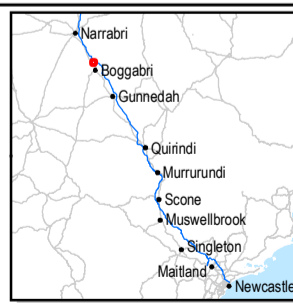 Narrabri
Boggabri
Gunnedah
Quirindi
Murrurundi
Scone
Muswellbrook
Singleton
Maitland
Newcastle